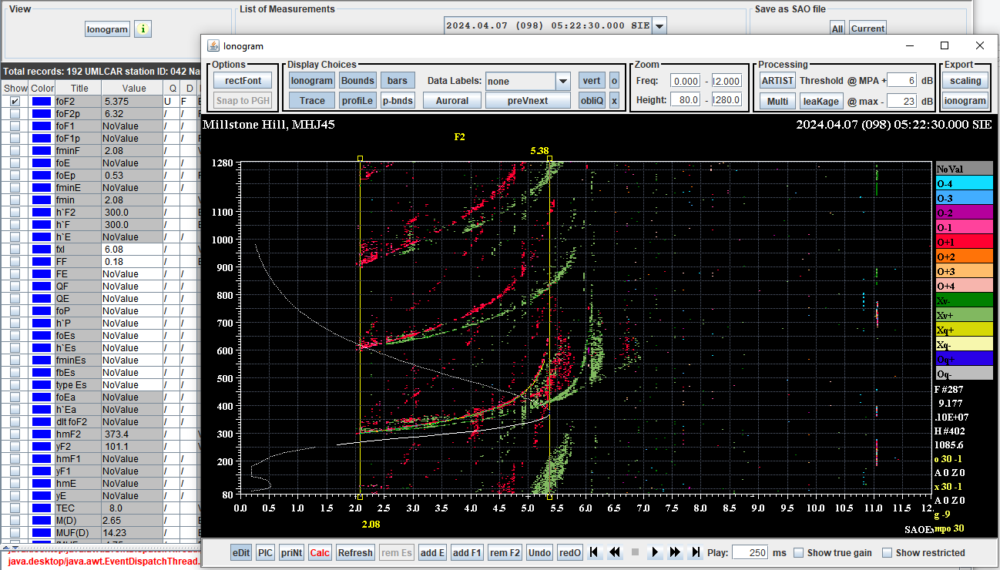 View
List of Measurements
Save as SAO file
Ionogram
i
2024.04.07 (098) 05:22:30.000 SIE
All
Current
Ionogram
Total records: 192 UMLCAR station ID: 042 Na
Show Color Title Value Q D
foF2 5.375 U F E
foF2p 6.32 / /
foF1 NoValue / /
foF1p NoValue / /
fminF 2.08 /
foE NoValue / /
foEp 0.53 / /
fminE NoValue / /
fmin 2.08 /
h`F2 300.0 /
h`F 300.0 /
h`E NoValue / /
fxI 6.08 /
FF 0.18 /
FE NoValue / /
QF NoValue / /
QE NoValue / /
foP NoValue / /
h`P NoValue / /
foEs NoValue / /
h`Es NoValue / /
fminEs NoValue / /
fbEs NoValue / /
type Es NoValue / /
foEa NoValue / /
h`Ea NoValue / /
dlt foF2 NoValue / /
hmF2 373.4 /
yF2 101.1 /
hmF1 NoValue / /
yF1 NoValue / /
hmE NoValue / /
yE NoValue / /
TEC 8.0 /
M(D) 2.65 /
MUF(D) 14.23 /
java.desktop/java.awt.EventDispatchThread.
java.desktop/java.awt.EventDispatchThread.
Options
rectFont
Snap to PGH
Display Choices
Ionogram Bounds bars Data Labels: none vert o
Trace profiLe p-bnds Auroral preVnext obliQ x
Zoom
Freq: 0.000 - 12.000
Height: 80.0 - 1280.0
Processing
ARTIST Threshold @ MPA + 6 dB
Multi leaKage @ max - 23 dB
Export
scaling
ionogram
Millstone Hill, MHJ45
2024.04.07 (098) 05:22:30.000 SIE
F2
5.38
1280
1100
1000
900
800
700
600
500
400
300
200
80
0.0 0.5 1.0 1.5 2.0 2.5 3.0 3.5 4.0 4.5 5.0 5.5 6.0 6.5 7.0 7.5 8.0 8.5 9.0 9.5 10.0 10.5 11.0 11.5 12.
2.08
NoVal
O-4
O-3
O-2
O-1
O+1
O+2
O+3
O+4
Xv-
Xv+
Xq+
Xq-
Oq+
Oq-
F #287
9.177
.10E+07
H #402
1085.6
o 30 -1
A 0 Z 0
x 30 -1
A 0 Z 0
g -9
mpo 30
SAOEx
eDit PIC priNt Calc Refresh rem Es add E add F1 rem F2 Undo redO Play: 250 ms Show true gain Show restricted